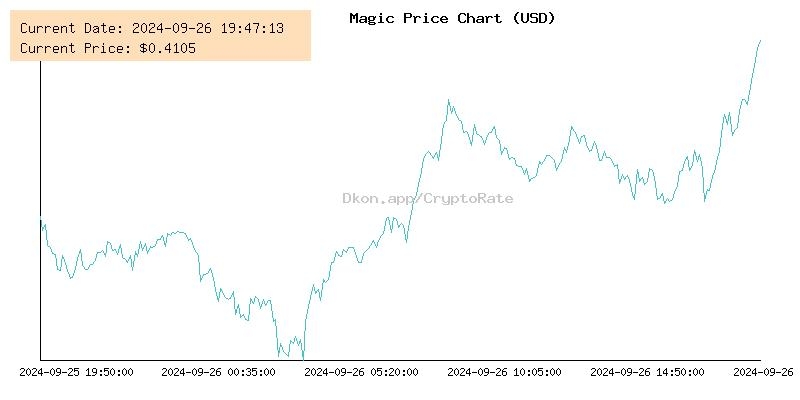 Magic Price Chart (USD)
Current Date: 2024-09-26 19:47:13
Current Price: $0.4105
Dkon.app/CryptoRate
2024-09-25 19:50:00 2024-09-26 00:35:00 2024-09-26 05:20:00 2024-09-26 10:05:00 2024-09-26 14:50:00 2024-09-26